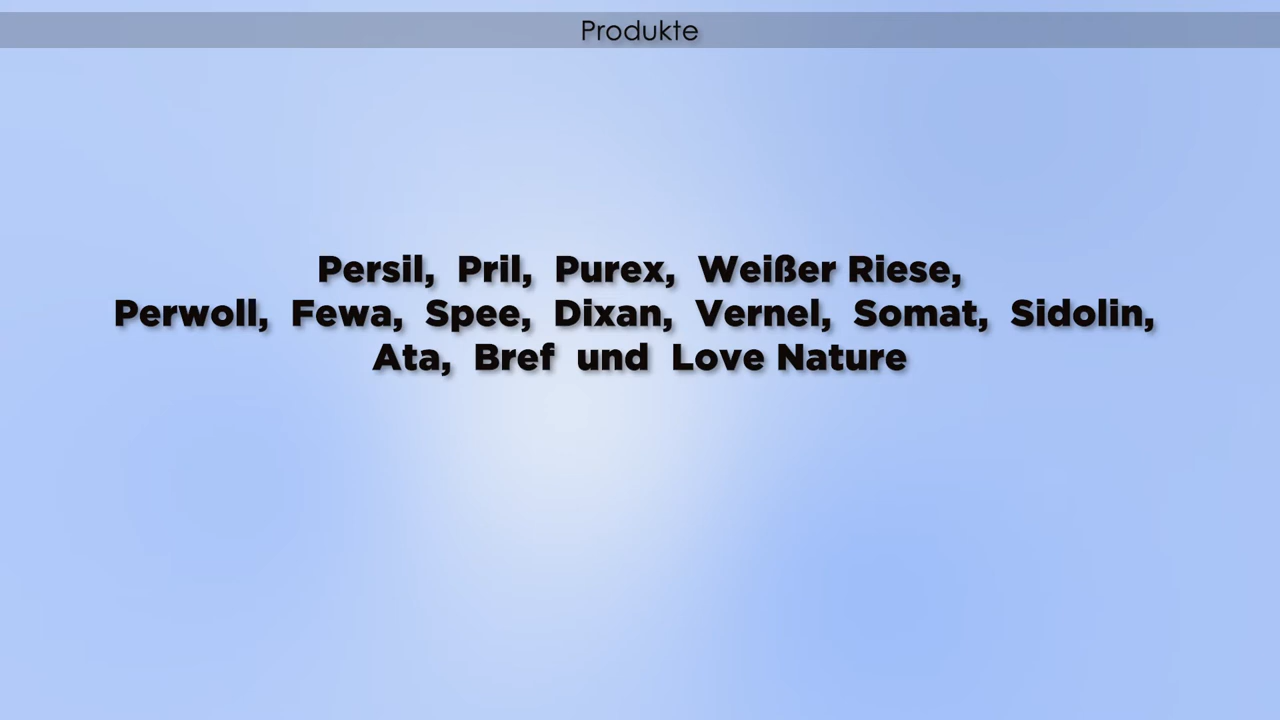 Produkte
Persil, Pril, Purex, Weißer Riese,
Perwoll, Fewa, Spee, Dixan, Vernel, Somat, Sidolin,
Ata, Bref und Love Nature